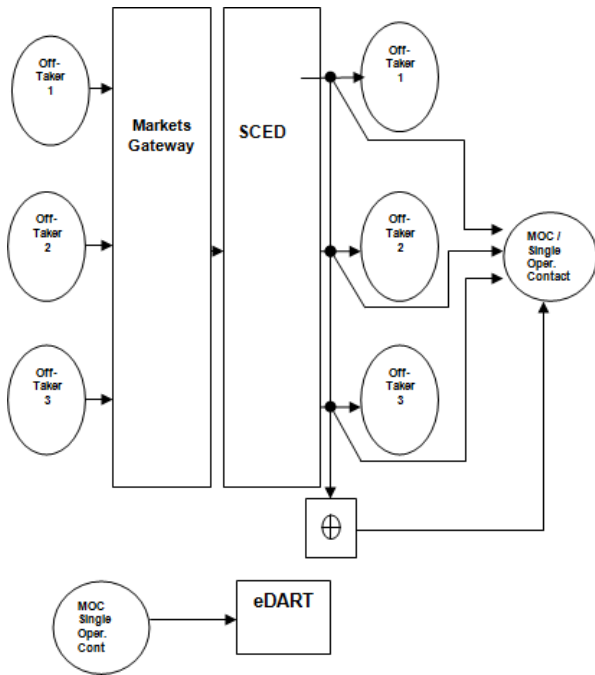 Off-
Taker
1
Off-
Taker
2
Off-
Taker
3
Markets
Gateway
SCED
Off-
Taker
1
Off-
Taker
2
Off-
Taker
3
MOC /
Single
Oper.
Contact
MOC
Single
Oper.
Cont
eDART